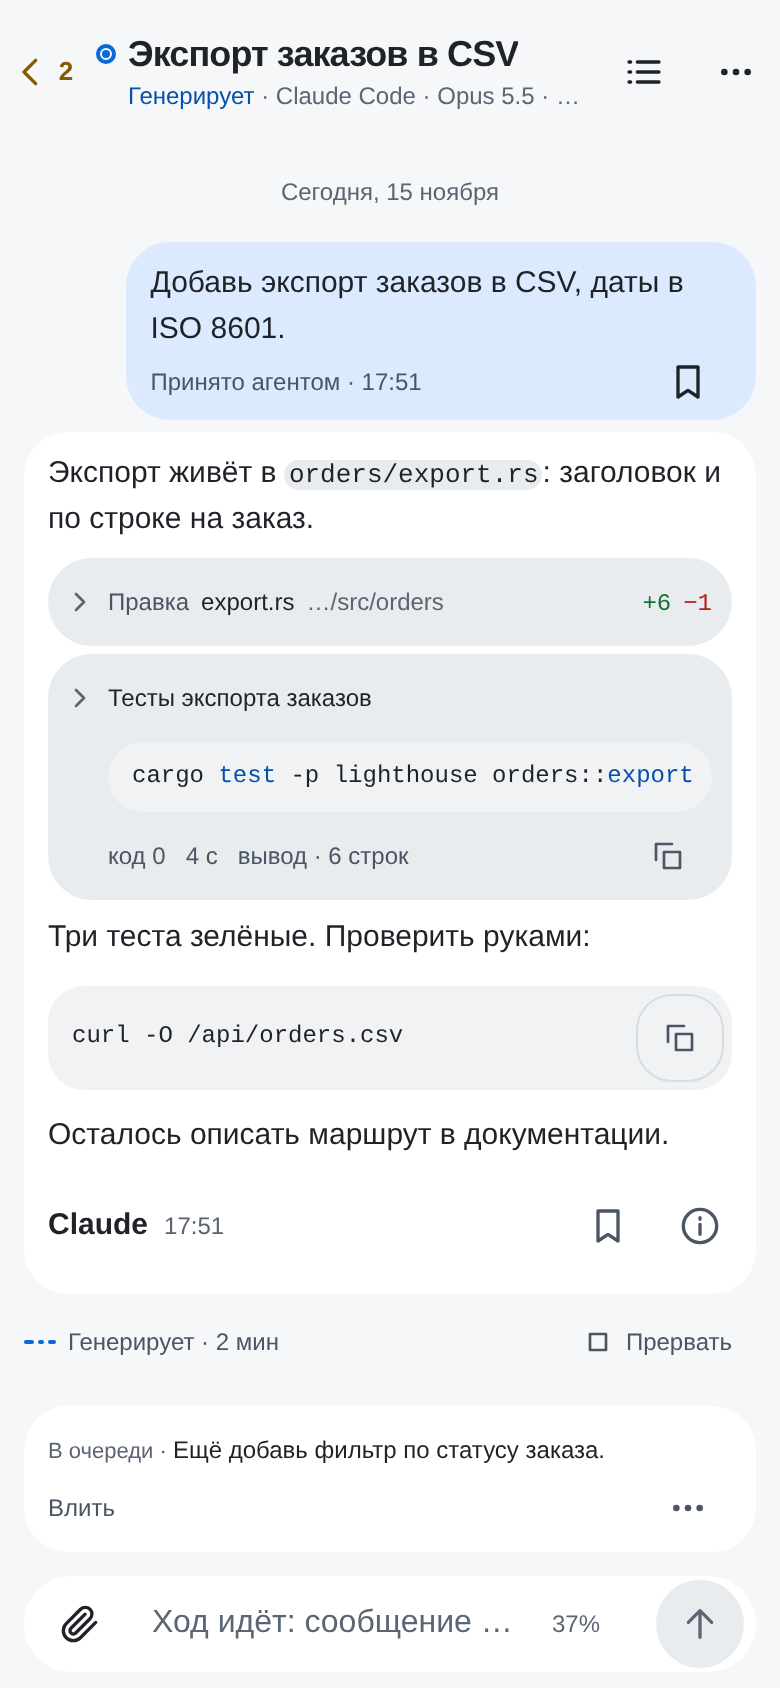 2
Экспорт заказов в CSV
Генерирует · Claude Code · Opus 5.5 · …
Сегодня, 15 ноября
Добавь экспорт заказов в CSV, даты в
ISO 8601.
Принято агентом · 17:51
Экспорт живёт в orders/export.rs: заголовок и
по строке на заказ.
Правка export.rs …/src/orders +6 −1
Тесты экспорта заказов
cargo test -p lighthouse orders::export
код 0 4 с вывод · 6 строк
Три теста зелёные. Проверить руками:
curl -O /api/orders.csv
Осталось описать маршрут в документации.
Claude 17:51
Генерирует · 2 мин Прервать
В очереди · Ещё добавь фильтр по статусу заказа.
Влить
Ход идёт: сообщение … 37%